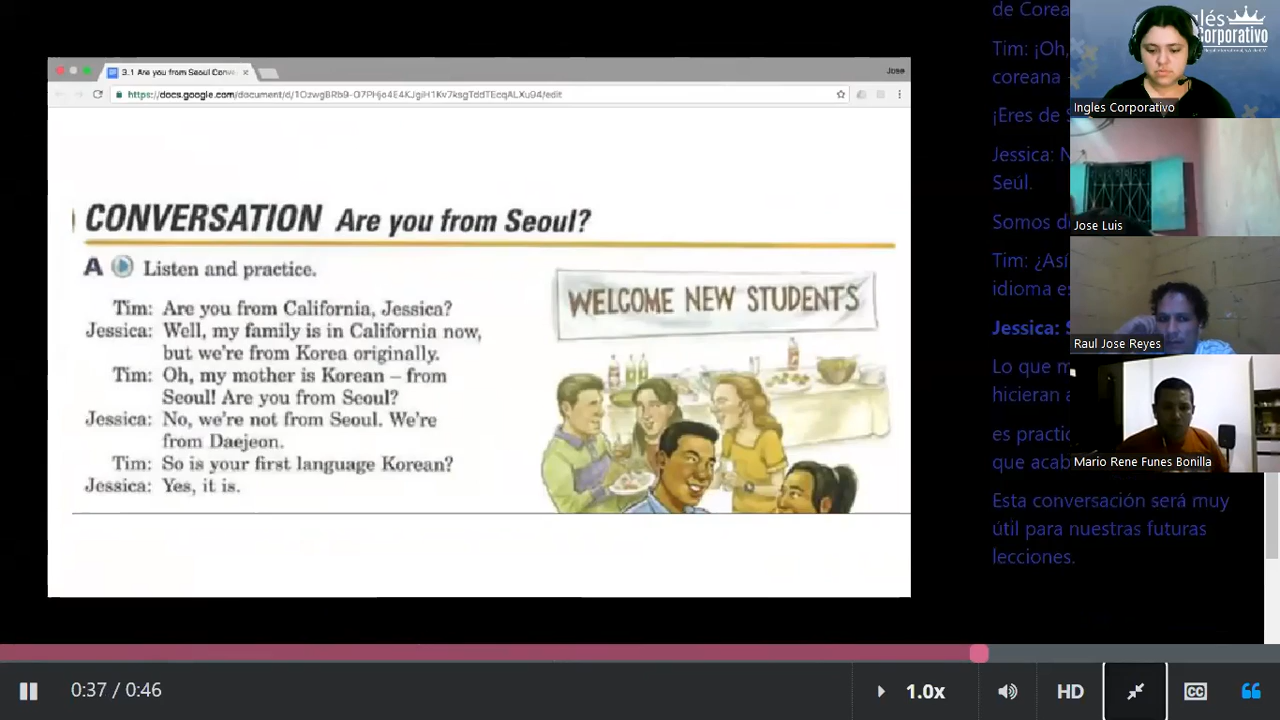 3.1 Are you from Seoul Conve
Jose
https://docs.google.com/document/d/1OzwgBRb9-O7PHjo4E4KJgiH1Kv7ksgTddTEcqALXu94/edit
CONVERSATION Are you from Seoul?
A Listen and practice.
Tim: Are you from California, Jessica?
Jessica: Well, my family is in California now,
but we're from Korea originally.
Tim: Oh, my mother is Korean – from
Seoul! Are you from Seoul?
Jessica: No, we're not from Seoul. We're
from Daejeon.
Tim: So is your first language Korean?
Jessica: Yes, it is.
WELCOME NEW STUDENTS
de Corea
Tim: ¡Oh,
coreana
¡Eres de S
Jessica: N
Seúl.
Somos de
Tim: ¿Así
idioma es
Jessica: S
Lo que m
hicieran a
es practic
que acab
Esta conversación será muy
útil para nuestras futuras
lecciones.
Inglés
Corporativo
Ingles Corporativo
Jose Luis
Raul Jose Reyes
Mario Rene Funes Bonilla
0:37 / 0:46
1.0x
HD
CC